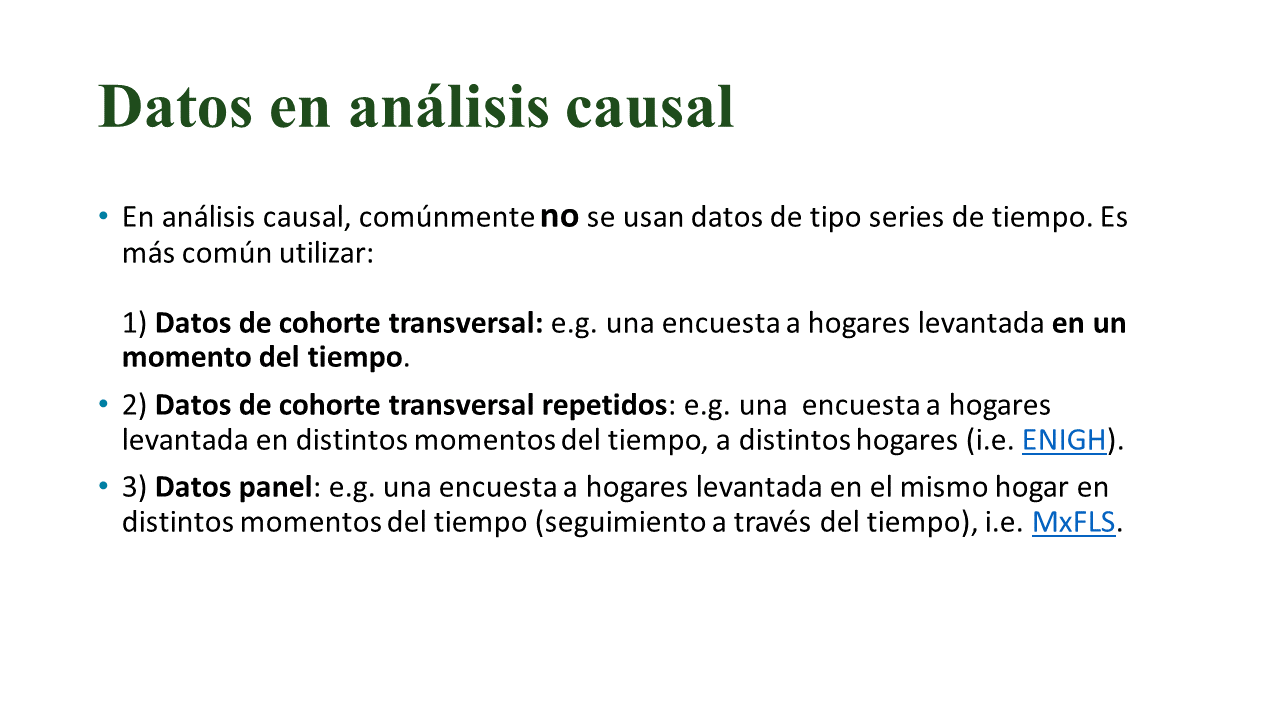 Datos en análisis causal
• En análisis causal, comúnmente no se usan datos de tipo series de tiempo. Es
más común utilizar:
1) Datos de cohorte transversal: e.g. una encuesta a hogares levantada en un
momento del tiempo.
• 2) Datos de cohorte transversal repetidos: e.g. una  encuesta a hogares
levantada en distintos momentos del tiempo, a distintos hogares (i.e. ENIGH).
• 3) Datos panel: e.g. una encuesta a hogares levantada en el mismo hogar en
distintos momentos del tiempo (seguimiento a través del tiempo), i.e. MxFLS.